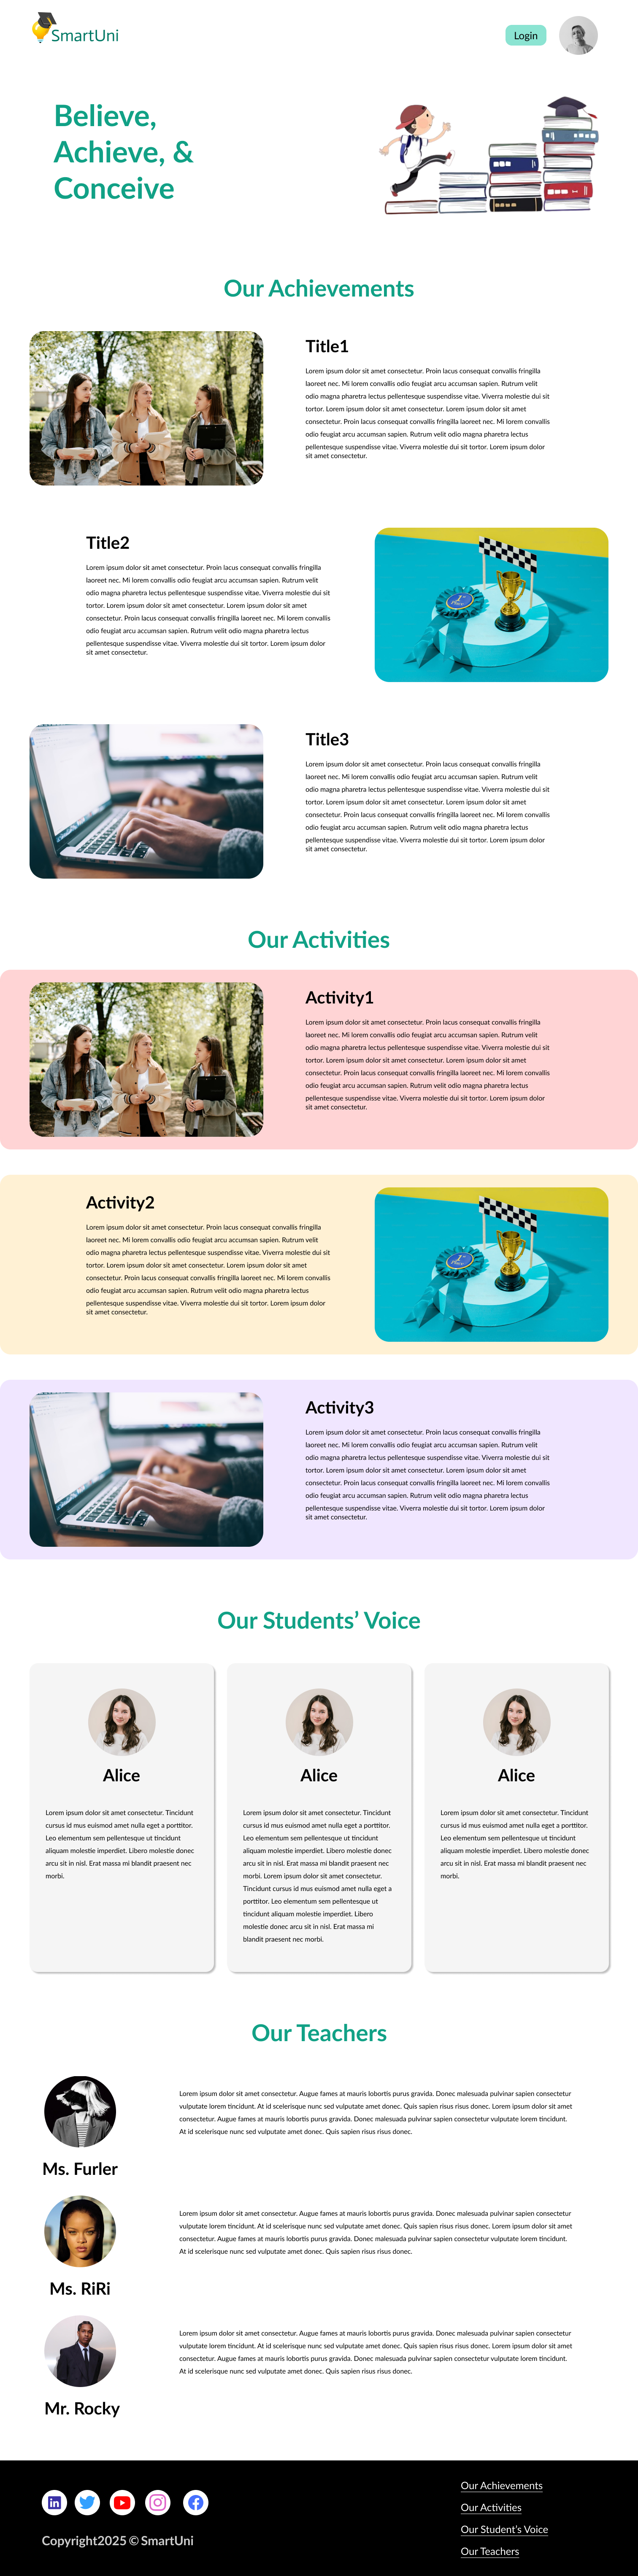 SmartUni
Login
Believe,
Achieve, &
Conceive
Our Achievements
Title1
Lorem ipsum dolor sit amet consectetur. Proin lacus consequat convallis fringilla
laoreet nec. Mi lorem convallis odio feugiat arcu accumsan sapien. Rutrum velit
odio magna pharetra lectus pellentesque suspendisse vitae. Viverra molestie dui sit
tortor. Lorem ipsum dolor sit amet consectetur. Lorem ipsum dolor sit amet
consectetur. Proin lacus consequat convallis fringilla laoreet nec. Mi lorem convallis
odio feugiat arcu accumsan sapien. Rutrum velit odio magna pharetra lectus
pellentesque suspendisse vitae. Viverra molestie dui sit tortor. Lorem ipsum dolor
sit amet consectetur.
Title2
Lorem ipsum dolor sit amet consectetur. Proin lacus consequat convallis fringilla
laoreet nec. Mi lorem convallis odio feugiat arcu accumsan sapien. Rutrum velit
odio magna pharetra lectus pellentesque suspendisse vitae. Viverra molestie dui sit
tortor. Lorem ipsum dolor sit amet consectetur. Lorem ipsum dolor sit amet
consectetur. Proin lacus consequat convallis fringilla laoreet nec. Mi lorem convallis
odio feugiat arcu accumsan sapien. Rutrum velit odio magna pharetra lectus
pellentesque suspendisse vitae. Viverra molestie dui sit tortor. Lorem ipsum dolor
sit amet consectetur.
Title3
Lorem ipsum dolor sit amet consectetur. Proin lacus consequat convallis fringilla
laoreet nec. Mi lorem convallis odio feugiat arcu accumsan sapien. Rutrum velit
odio magna pharetra lectus pellentesque suspendisse vitae. Viverra molestie dui sit
tortor. Lorem ipsum dolor sit amet consectetur. Lorem ipsum dolor sit amet
consectetur. Proin lacus consequat convallis fringilla laoreet nec. Mi lorem convallis
odio feugiat arcu accumsan sapien. Rutrum velit odio magna pharetra lectus
pellentesque suspendisse vitae. Viverra molestie dui sit tortor. Lorem ipsum dolor
sit amet consectetur.
Our Activities
Activity1
Lorem ipsum dolor sit amet consectetur. Proin lacus consequat convallis fringilla
laoreet nec. Mi lorem convallis odio feugiat arcu accumsan sapien. Rutrum velit
odio magna pharetra lectus pellentesque suspendisse vitae. Viverra molestie dui sit
tortor. Lorem ipsum dolor sit amet consectetur. Lorem ipsum dolor sit amet
consectetur. Proin lacus consequat convallis fringilla laoreet nec. Mi lorem convallis
odio feugiat arcu accumsan sapien. Rutrum velit odio magna pharetra lectus
pellentesque suspendisse vitae. Viverra molestie dui sit tortor. Lorem ipsum dolor
sit amet consectetur.
Activity2
Lorem ipsum dolor sit amet consectetur. Proin lacus consequat convallis fringilla
laoreet nec. Mi lorem convallis odio feugiat arcu accumsan sapien. Rutrum velit
odio magna pharetra lectus pellentesque suspendisse vitae. Viverra molestie dui sit
tortor. Lorem ipsum dolor sit amet consectetur. Lorem ipsum dolor sit amet
consectetur. Proin lacus consequat convallis fringilla laoreet nec. Mi lorem convallis
odio feugiat arcu accumsan sapien. Rutrum velit odio magna pharetra lectus
pellentesque suspendisse vitae. Viverra molestie dui sit tortor. Lorem ipsum dolor
sit amet consectetur.
Activity3
Lorem ipsum dolor sit amet consectetur. Proin lacus consequat convallis fringilla
laoreet nec. Mi lorem convallis odio feugiat arcu accumsan sapien. Rutrum velit
odio magna pharetra lectus pellentesque suspendisse vitae. Viverra molestie dui sit
tortor. Lorem ipsum dolor sit amet consectetur. Lorem ipsum dolor sit amet
consectetur. Proin lacus consequat convallis fringilla laoreet nec. Mi lorem convallis
odio feugiat arcu accumsan sapien. Rutrum velit odio magna pharetra lectus
pellentesque suspendisse vitae. Viverra molestie dui sit tortor. Lorem ipsum dolor
sit amet consectetur.
Our Students’ Voice
Alice
Lorem ipsum dolor sit amet consectetur. Tincidunt
cursus id mus euismod amet nulla eget a porttitor.
Leo elementum sem pellentesque ut tincidunt
aliquam molestie imperdiet. Libero molestie donec
arcu sit in nisl. Erat massa mi blandit praesent nec
morbi.
Alice
Lorem ipsum dolor sit amet consectetur. Tincidunt
cursus id mus euismod amet nulla eget a porttitor.
Leo elementum sem pellentesque ut tincidunt
aliquam molestie imperdiet. Libero molestie donec
arcu sit in nisl. Erat massa mi blandit praesent nec
morbi. Lorem ipsum dolor sit amet consectetur.
Tincidunt cursus id mus euismod amet nulla eget a
porttitor. Leo elementum sem pellentesque ut
tincidunt aliquam molestie imperdiet. Libero
molestie donec arcu sit in nisl. Erat massa mi
blandit praesent nec morbi.
Alice
Lorem ipsum dolor sit amet consectetur. Tincidunt
cursus id mus euismod amet nulla eget a porttitor.
Leo elementum sem pellentesque ut tincidunt
aliquam molestie imperdiet. Libero molestie donec
arcu sit in nisl. Erat massa mi blandit praesent nec
morbi.
Our Teachers
Lorem ipsum dolor sit amet consectetur. Augue fames at mauris lobortis purus gravida. Donec malesuada pulvinar sapien consectetur
vulputate lorem tincidunt. At id scelerisque nunc sed vulputate amet donec. Quis sapien risus risus donec. Lorem ipsum dolor sit amet
consectetur. Augue fames at mauris lobortis purus gravida. Donec malesuada pulvinar sapien consectetur vulputate lorem tincidunt.
At id scelerisque nunc sed vulputate amet donec. Quis sapien risus risus donec.
Ms. Furler
Lorem ipsum dolor sit amet consectetur. Augue fames at mauris lobortis purus gravida. Donec malesuada pulvinar sapien consectetur
vulputate lorem tincidunt. At id scelerisque nunc sed vulputate amet donec. Quis sapien risus risus donec. Lorem ipsum dolor sit amet
consectetur. Augue fames at mauris lobortis purus gravida. Donec malesuada pulvinar sapien consectetur vulputate lorem tincidunt.
At id scelerisque nunc sed vulputate amet donec. Quis sapien risus risus donec.
Ms. RiRi
Lorem ipsum dolor sit amet consectetur. Augue fames at mauris lobortis purus gravida. Donec malesuada pulvinar sapien consectetur
vulputate lorem tincidunt. At id scelerisque nunc sed vulputate amet donec. Quis sapien risus risus donec. Lorem ipsum dolor sit amet
consectetur. Augue fames at mauris lobortis purus gravida. Donec malesuada pulvinar sapien consectetur vulputate lorem tincidunt.
At id scelerisque nunc sed vulputate amet donec. Quis sapien risus risus donec.
Mr. Rocky
Our Achievements
Our Activities
Our Student’s Voice
Our Teachers
Copyright2025 © SmartUni